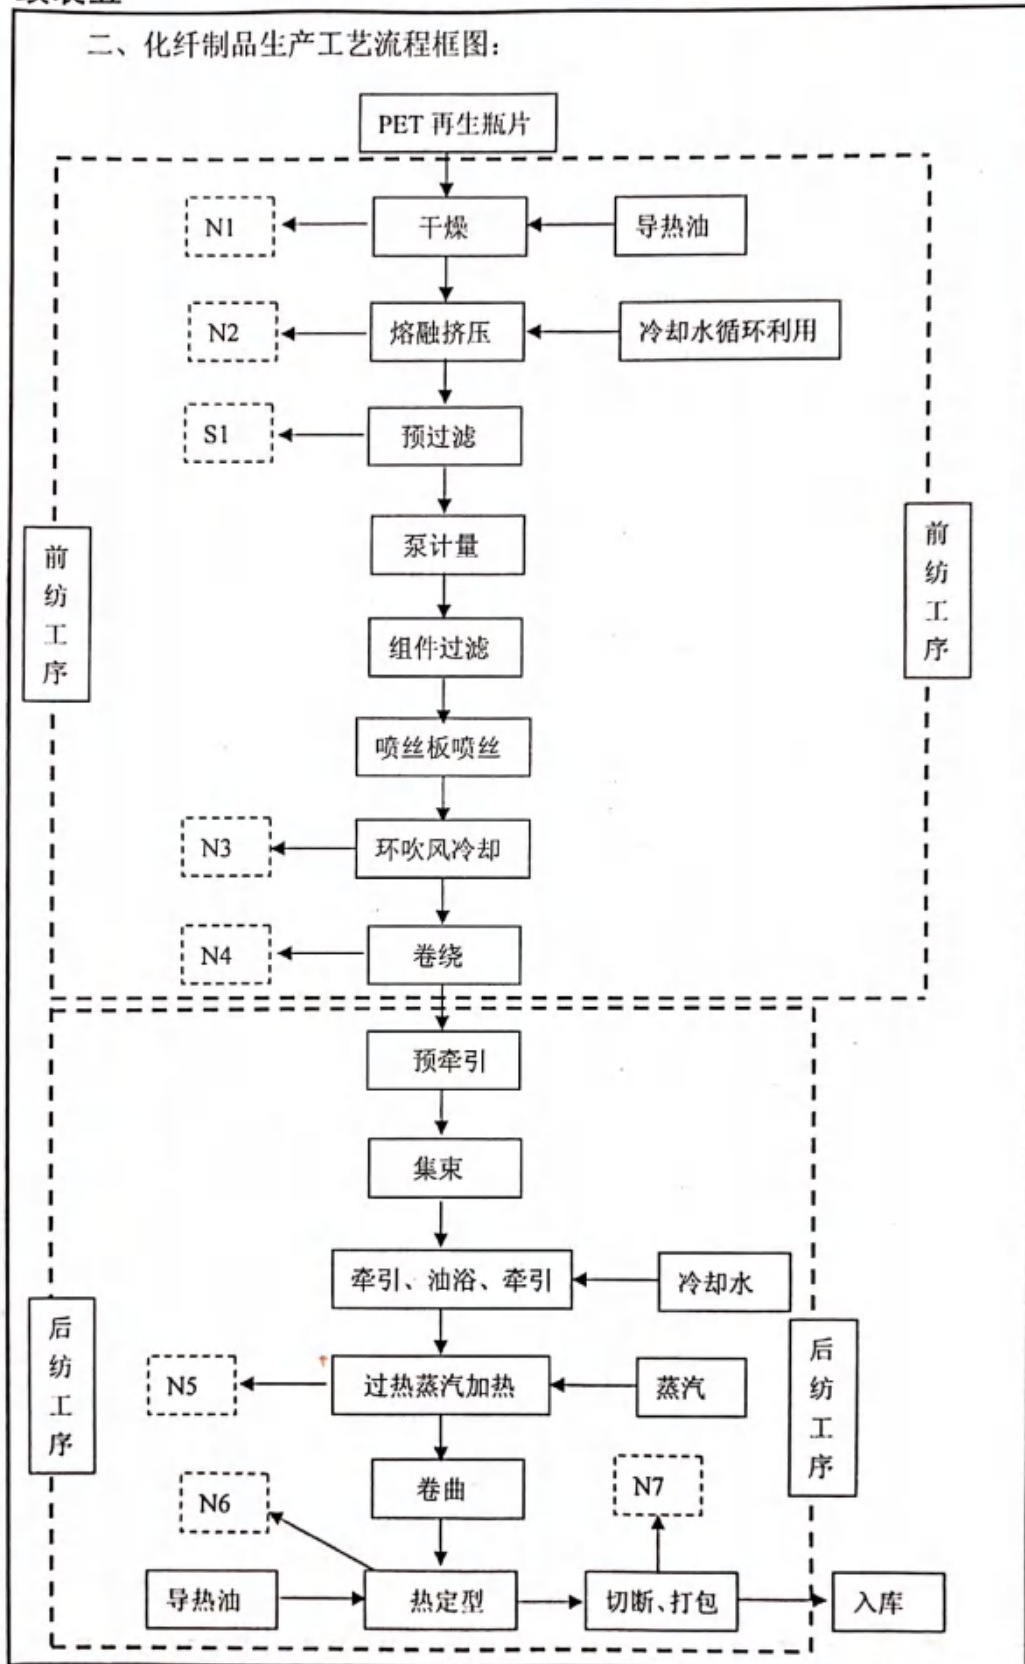 二、化纤制品生产工艺流程框图：
PET 再生瓶片
N1
干燥
导热油
N2
熔融挤压
冷却水循环利用
S1
预过滤
泵计量
前纺工序
前纺工序
组件过滤
喷丝板喷丝
N3
环吹风冷却
N4
卷绕
预牵引
集束
牵引、油浴、牵引
冷却水
后纺工序
后纺工序
N5
过热蒸汽加热
蒸汽
卷曲
N6
N7
导热油
热定型
切断、打包
入库